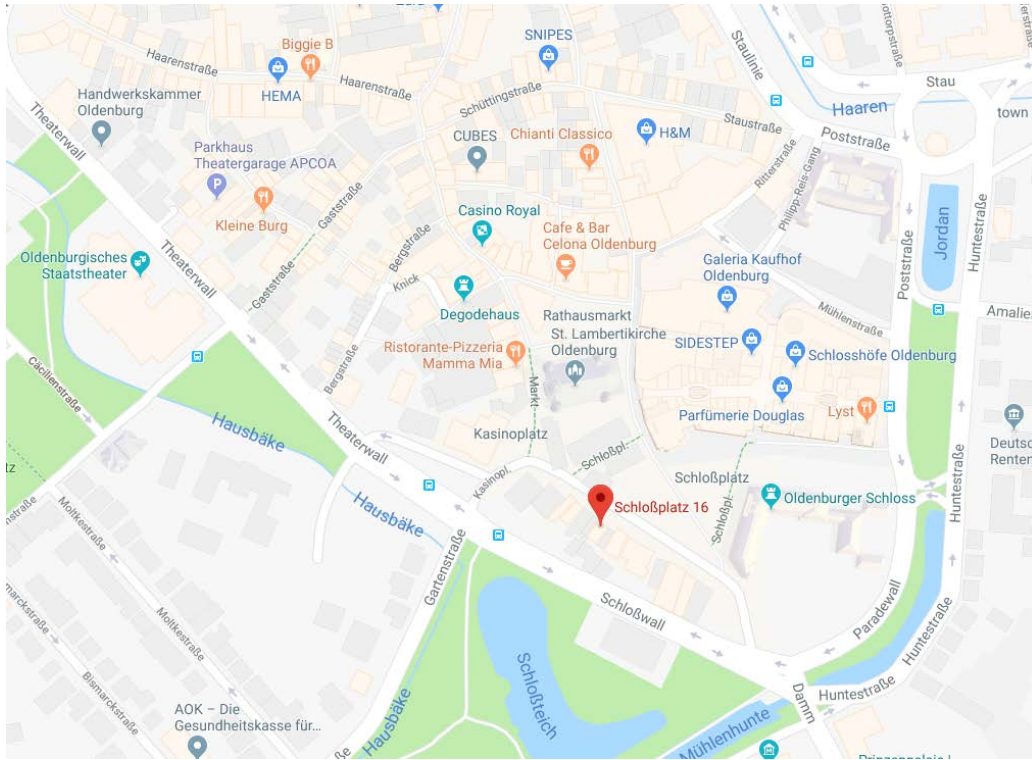 SNIPES
Biggie B
Haarenstraße
HEMA
Haarenstraße
Handwerkskammer
Oldenburg
Theaterwall
Schüttingstraße
Staulinie
Stau
Haaren
town
Staustraße
H&M
Poststraße
CUBES
Chianti Classico
Parkhaus
Theatergarage APCOA
P
Kleine Burg
Gaststraße
Ritterstraße
Philipp-Reis-Gang
Jordan
Huntestraße
Poststraße
Casino Royal
Cafe & Bar
Celona Oldenburg
Oldenburgisches
Staatstheater
Theaterwall
Gaststraße
Bergstraße
Knick
Degodehaus
Galeria Kaufhof
Oldenburg
Mühlenstraße
Amalien
Rathausmarkt
St. Lambertikirche
Oldenburg
Ristorante-Pizzeria
Mamma Mia
Bergstraße
Markt
SIDESTEP
Schlosshöfe Oldenburg
Parfümerie Douglas
Lyst
Cäcilienstraße
Hausbäke
Theaterwall
Kasinoplatz
Kasinopl.
Schloßpl.
Schloßplatz
Schloßpl.
Oldenburger Schloss
Deutsc
Renten
Huntestraße
Schloßplatz 16
Hausbäke
Gartenstraße
Moltkestraße
Moltkestraße
Bismarckstraße
Schloßwall
Paradewall
Huntestraße
Huntestraße
Damm
Schloßteich
Mühlenhunte
Hausbäke
AOK – Die
Gesundheitskasse für...